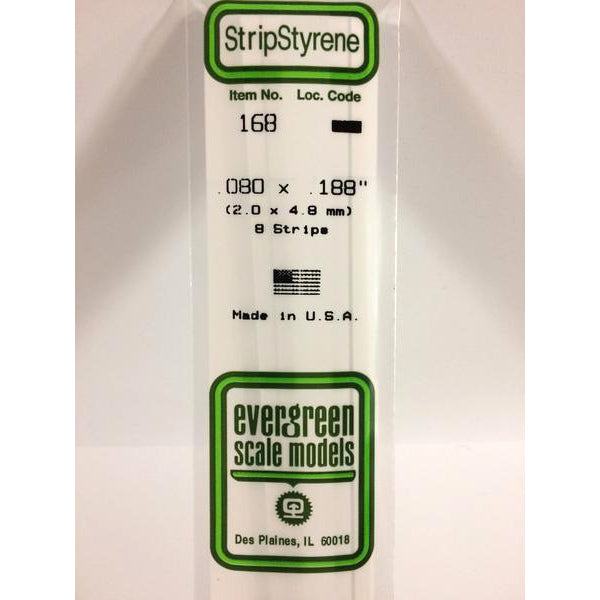 StripStyrene
Item No. Loc. Code
168
.080 x .188"
(2.0 x 4.8 mm)
8 Strips
Made in U.S.A.
evergreen
scale models
Des Plaines, IL 60018